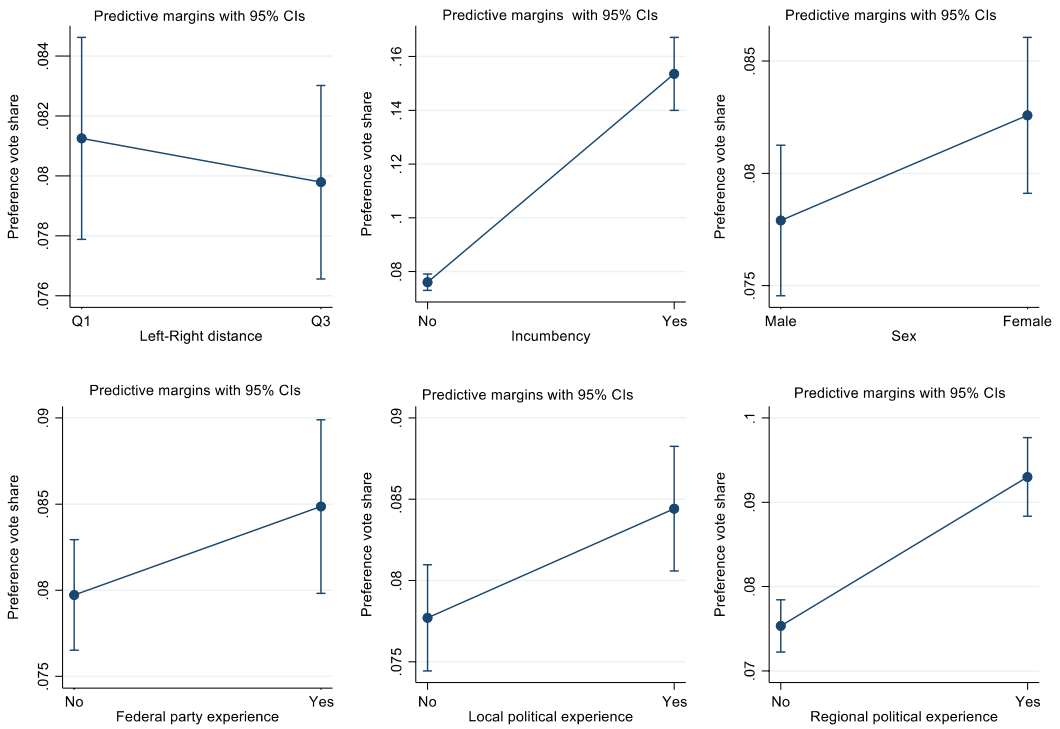 Predictive margins with 95% CIs
Preference vote share
.084
.082
.08
.078
.076
Q1
Q3
Left-Right distance
Predictive margins  with 95% CIs
Preference vote share
.16
.14
.12
.1
.08
No
Yes
Incumbency
Predictive margins with 95% CIs
Preference vote share
.085
.08
.075
Male
Female
Sex
Predictive margins with 95% CIs
Preference vote share
.09
.085
.08
.075
No
Yes
Federal party experience
Predictive margins with 95% CIs
Preference vote share
.09
.085
.08
.075
No
Yes
Local political experience
Predictive margins with 95% CIs
Preference vote share
.1
.09
.08
.07
No
Yes
Regional political experience